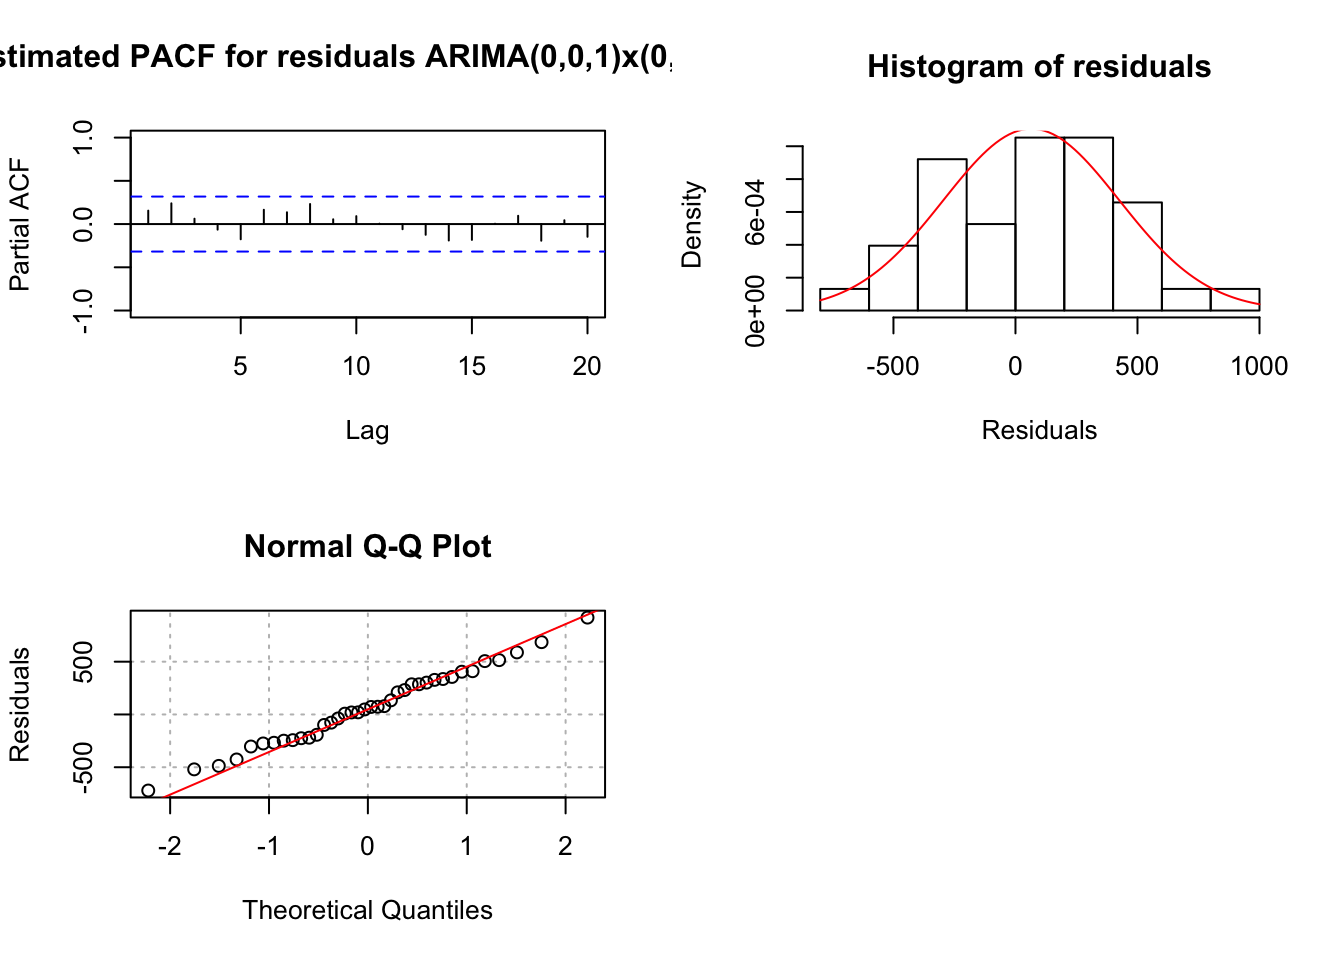 stimated PACF for residuals ARIMA(0,0,1)x(0,
Partial ACF
1.0
0.0
-1.0
5 10 15 20
Lag
Histogram of residuals
Density
6e-04
0e+00
-500 0 500 1000
Residuals
Normal Q-Q Plot
Residuals
500
-500
-2 -1 0 1 2
Theoretical Quantiles